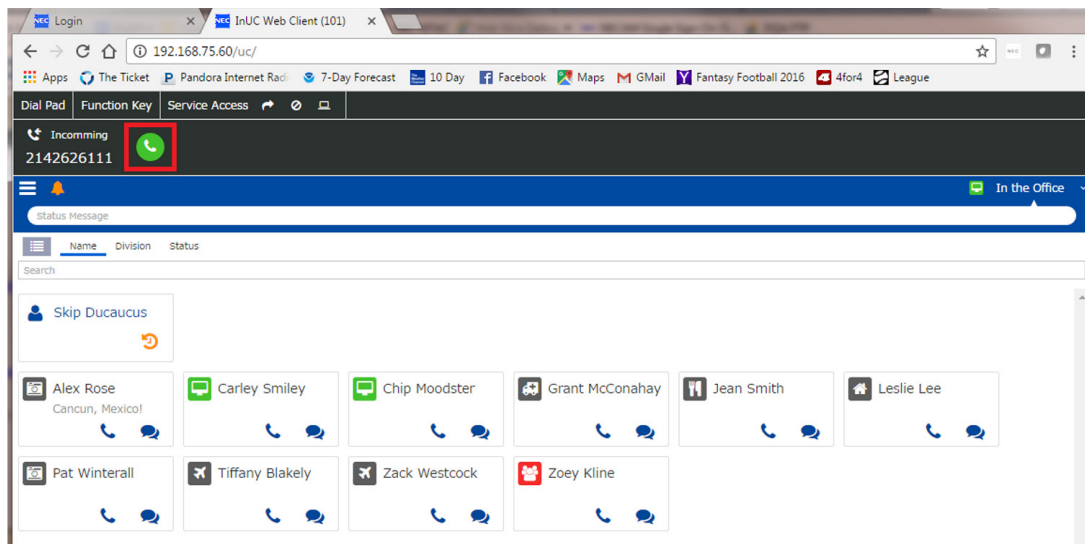 NEC Login
NEC InUC Web Client (101)
192.168.75.60/uc/
Apps The Ticket P Pandora Internet Radi 7-Day Forecast 10 Day Facebook Maps GMail Fantasy Football 2016 4for4 League
Dial Pad Function Key Service Access
Incomming
2142626111
In the Office
Status Message
Name Division Status
Search
Skip Ducaucus
Alex Rose Carley Smiley Chip Moodster Grant McConahay Jean Smith Leslie Lee
Cancun, Mexico!
Pat Winterall Tiffany Blakely Zack Westcock Zoey Kline